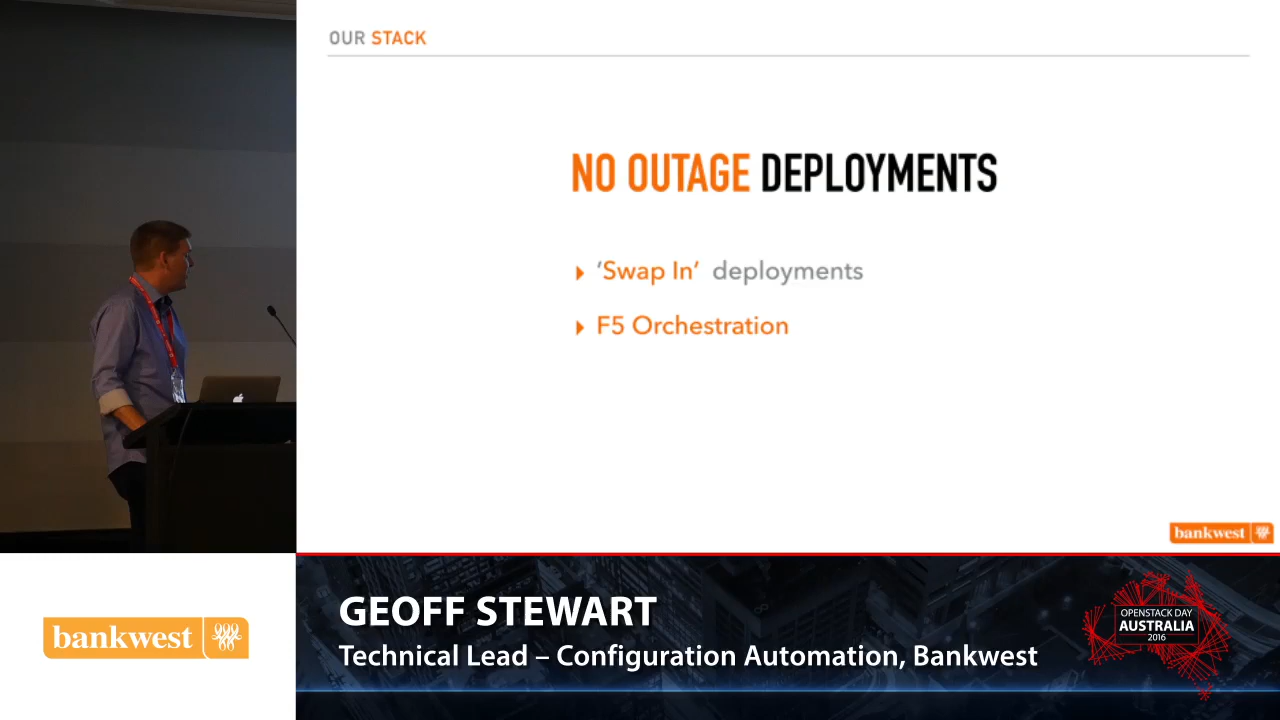 OUR STACK
NO OUTAGE DEPLOYMENTS
‘Swap In’ deployments
F5 Orchestration
bankwest
bankwest
GEOFF STEWART
Technical Lead – Configuration Automation, Bankwest
OPENSTACK DAY
AUSTRALIA
2016